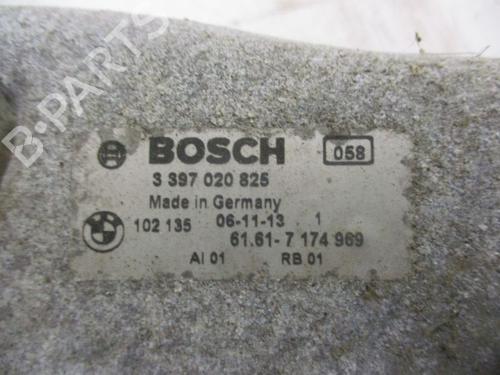 B-PARTS
BOSCH 058
3 397 020 825
Made in Germany
BMW 102 135 06-11-13 1
61.61- 7 174 969
AI 01 RB 01